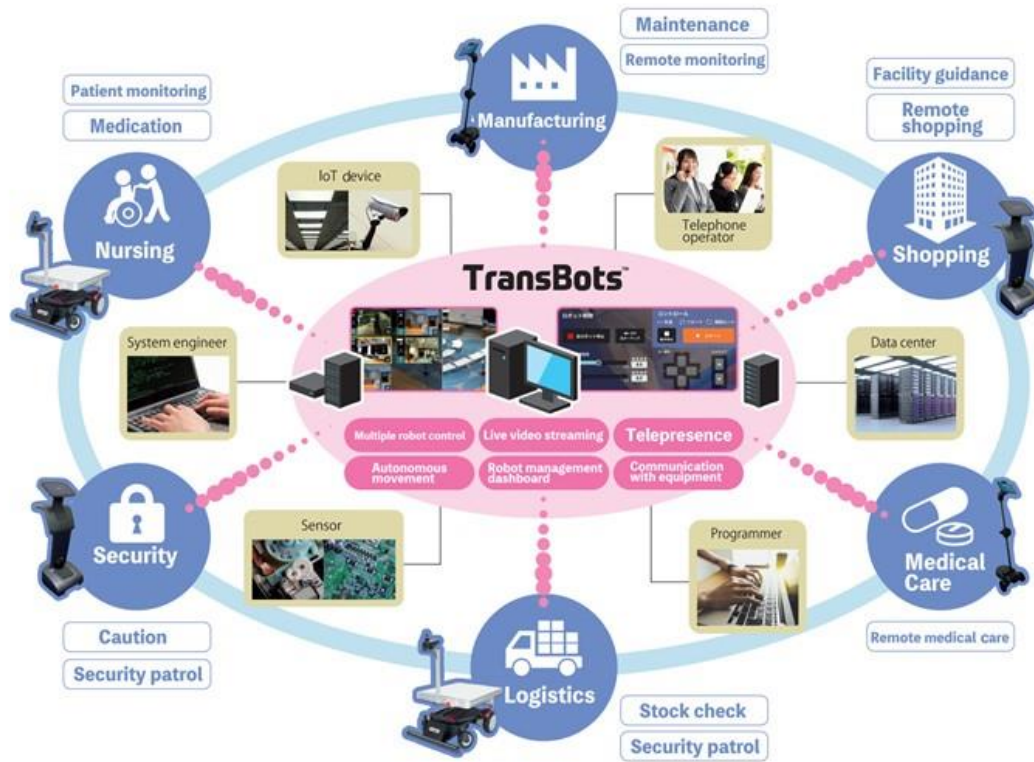 Maintenance
Remote monitoring
Manufacturing
Patient monitoring
Medication
Nursing
Facility guidance
Remote
shopping
Shopping
IoT device
Telephone
operator
TransBots™
System engineer
Data center
Multiple robot control
Live video streaming
Telepresence
Autonomous
movement
Robot management
dashboard
Communication
with equipment
Sensor
Programmer
Security
Caution
Security patrol
Medical
Care
Remote medical care
Logistics
Stock check
Security patrol